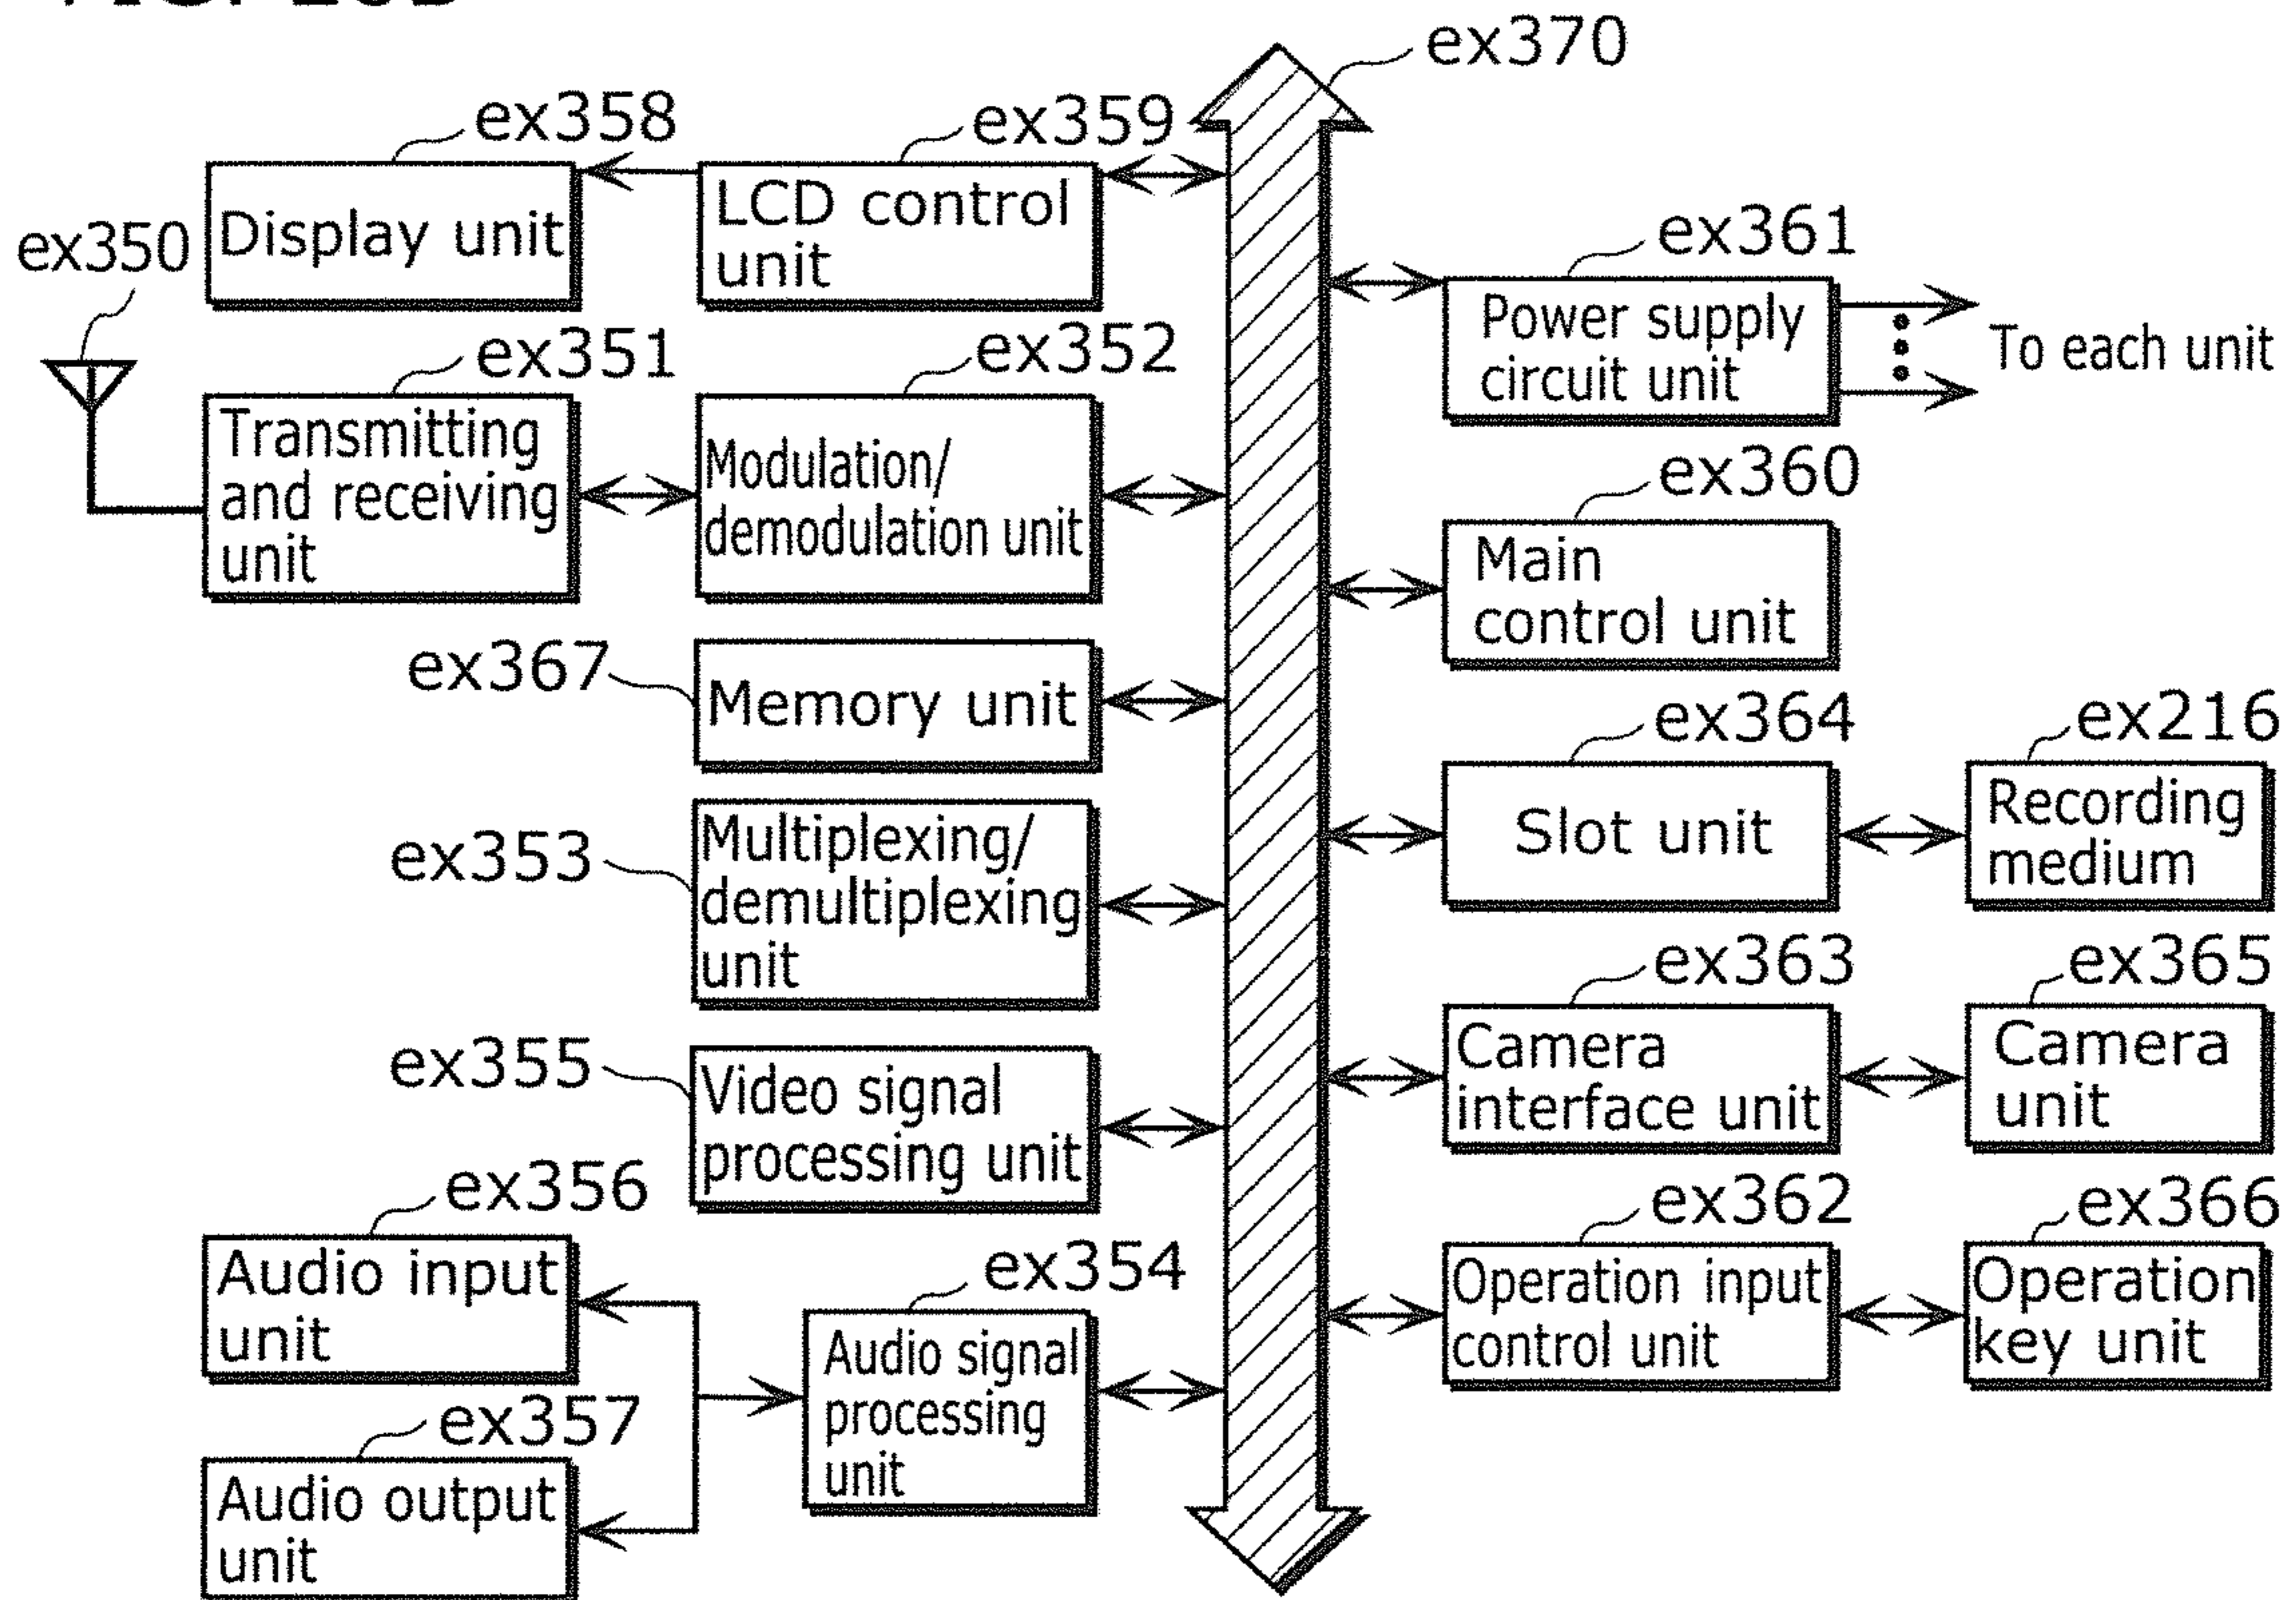 ex370
ex358
ex359
Display unit
LCD control
unit
ex350
ex361
Power supply
circuit unit
To each unit
ex351
ex352
Transmitting
and receiving
unit
Modulation/
demodulation unit
ex360
Main
control unit
ex367
Memory unit
ex364
ex216
Slot unit
Recording
medium
ex353
Multiplexing/
demultiplexing
unit
ex363
ex365
Camera
interface unit
Camera
unit
ex355
Video signal
processing unit
ex356
Audio input
unit
ex362
ex366
Operation input
control unit
Operation
key unit
ex354
Audio signal
processing
unit
ex357
Audio output
unit